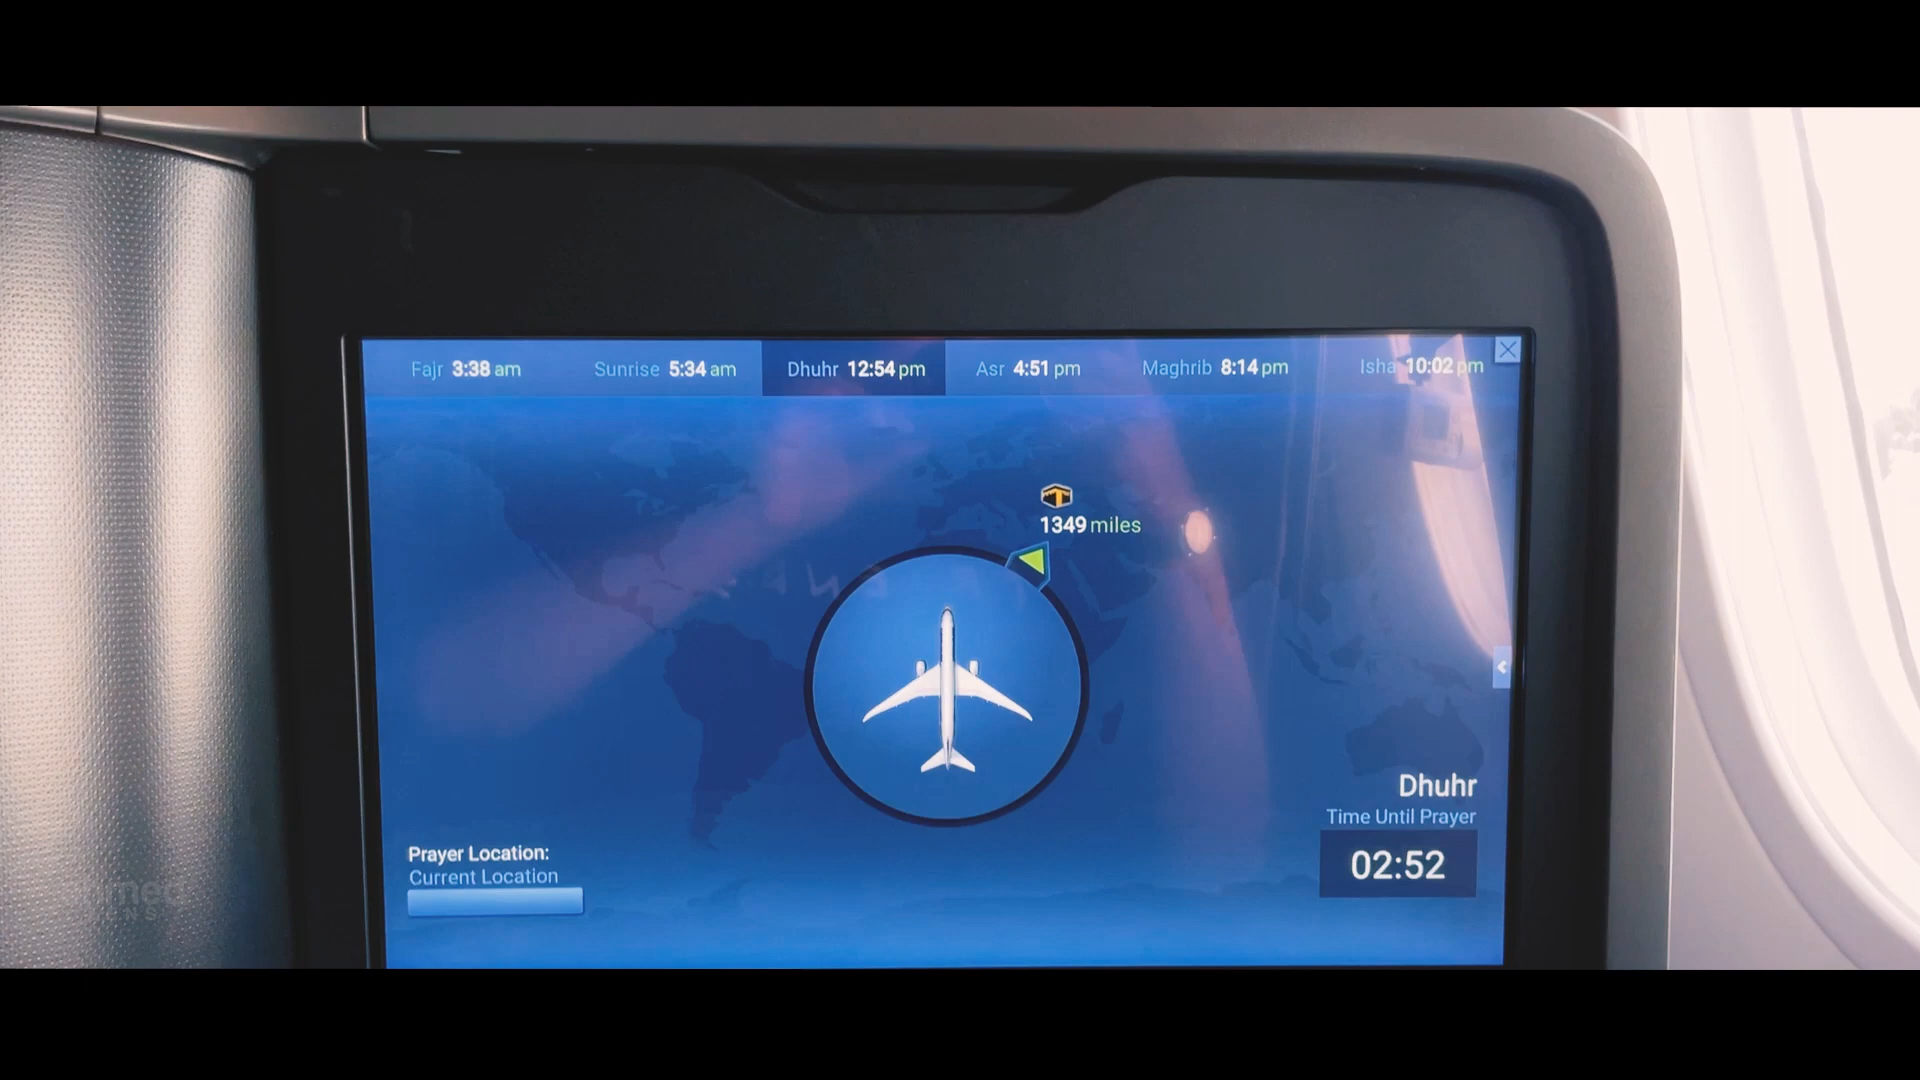 Fajr 3:38 am Sunrise 5:34 am Dhuhr 12:54 pm Asr 4:51 pm Maghrib 8:14 pm Isha 10:02 pm
1349 miles
Dhuhr
Time Until Prayer
02:52
Prayer Location:
Current Location